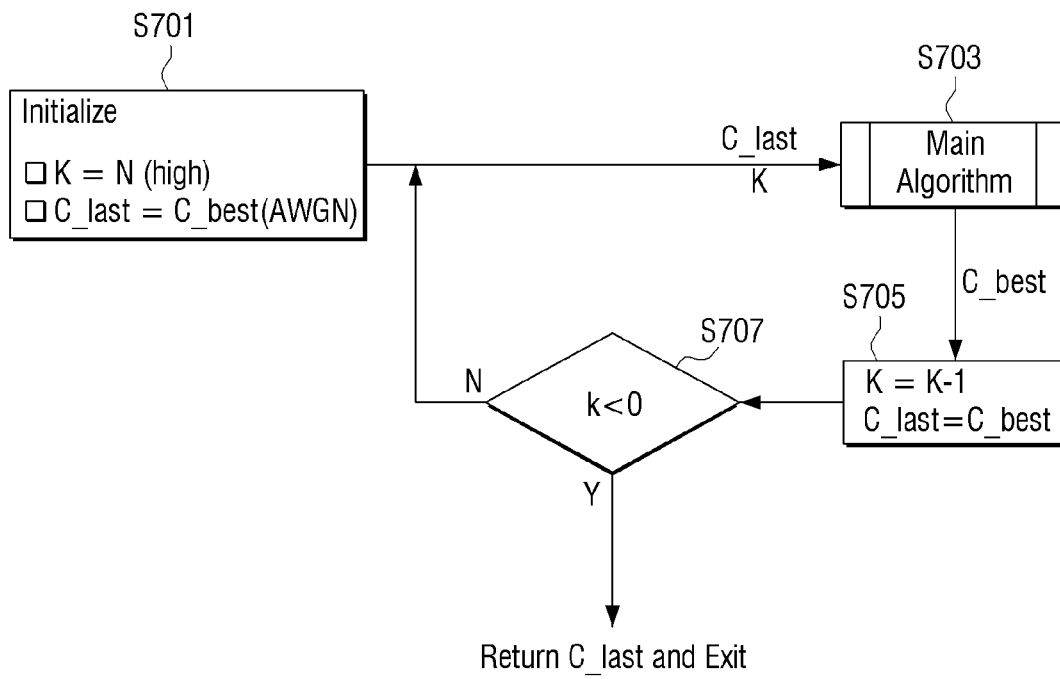 S701
Initialize
☐ K = N (high)
☐ C_last = C_best(AWGN)
C_last
K
S703
Main
Algorithm
C_best
S705
K = K-1
C_last=C_best
S707
k<0
N
Y
Return C_last and Exit